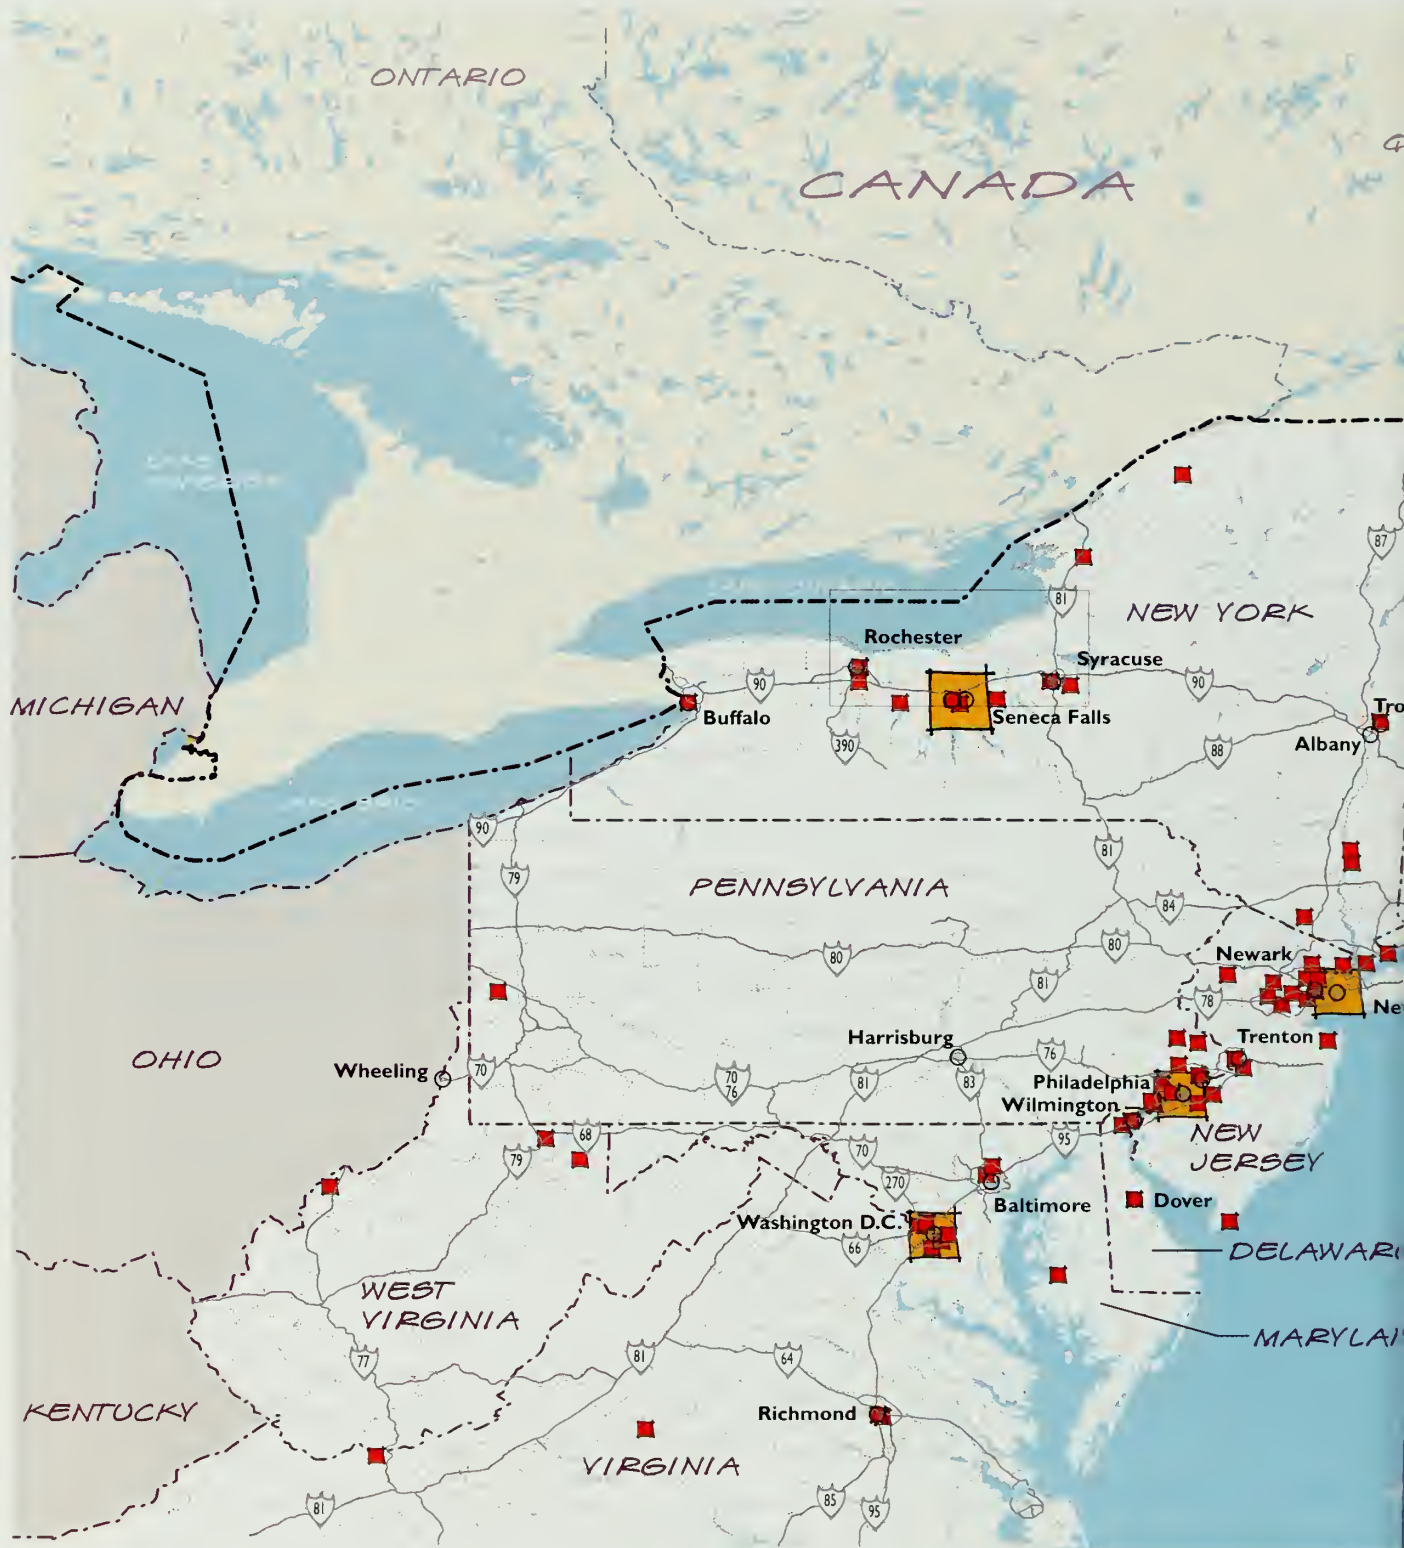 ONTARIO
CANADA
MICHIGAN
NEW YORK
Rochester
Syracuse
Buffalo
Seneca Falls
Tro
Albany
87
81
90
90
390
88
90
79
81
84
PENNSYLVANIA
80
80
81
Newark
78
Ne
OHIO
Harrisburg
Trenton
Wheeling
70
70
76
81
83
76
Philadelphia
Wilmington
NEW
JERSEY
68
79
70
95
270
Baltimore
Dover
Washington D.C.
66
DELAWAR
WEST
VIRGINIA
MARYLA
77
81
64
KENTUCKY
Richmond
VIRGINIA
81
85
95